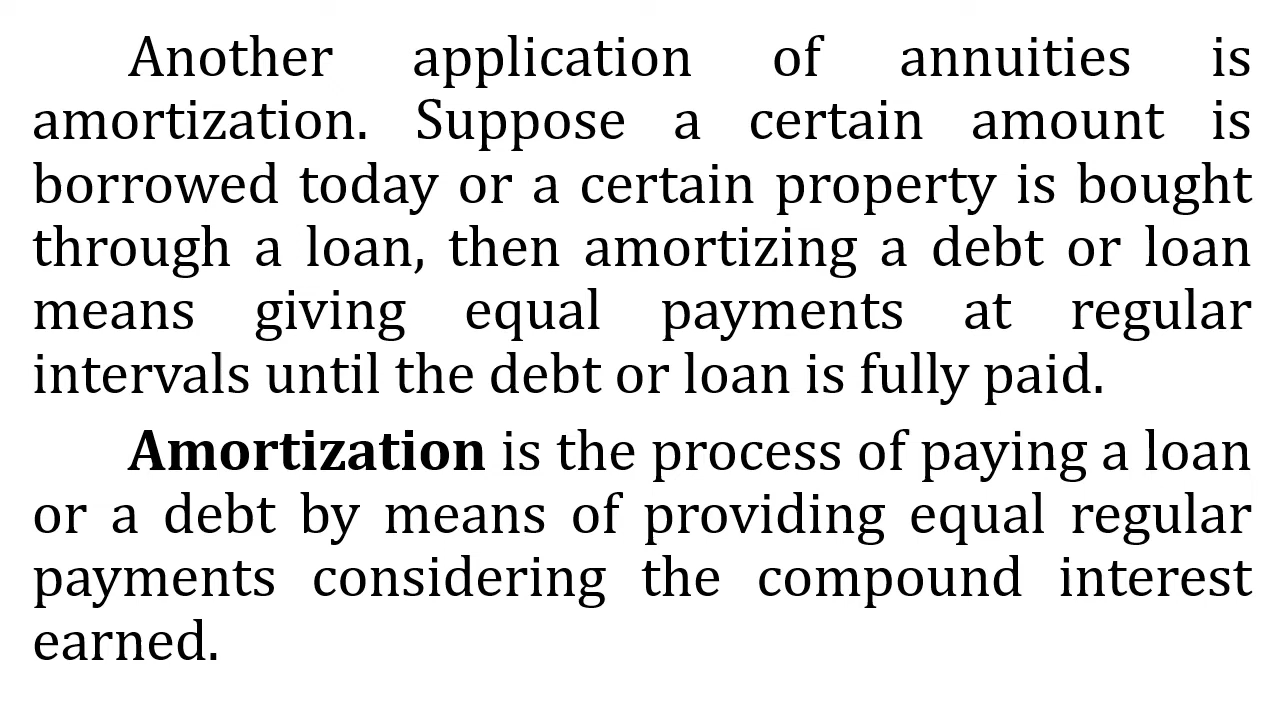 Another application of annuities is
amortization. Suppose a certain amount is
borrowed today or a certain property is bought
through a loan, then amortizing a debt or loan
means giving equal payments at regular
intervals until the debt or loan is fully paid.
Amortization is the process of paying a loan
or a debt by means of providing equal regular
payments considering the compound interest
earned.